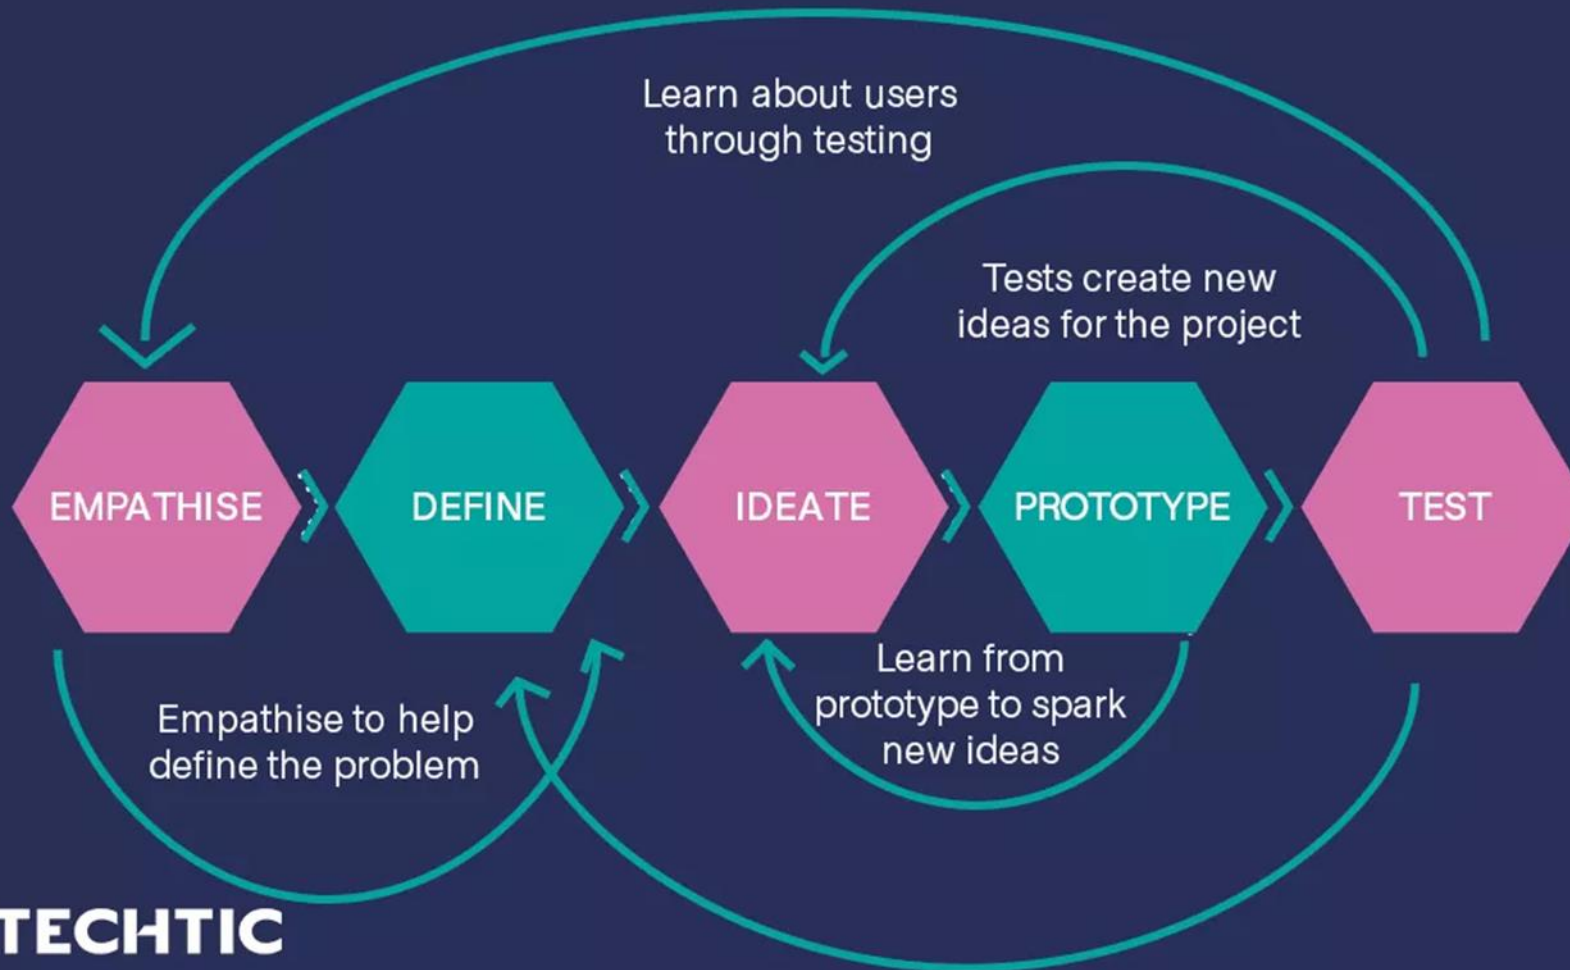 Learn about users
through testing
Tests create new
ideas for the project
EMPATHISE
DEFINE
IDEATE
PROTOTYPE
TEST
Empathise to help
define the problem
Learn from
prototype to spark
new ideas
TECHTIC